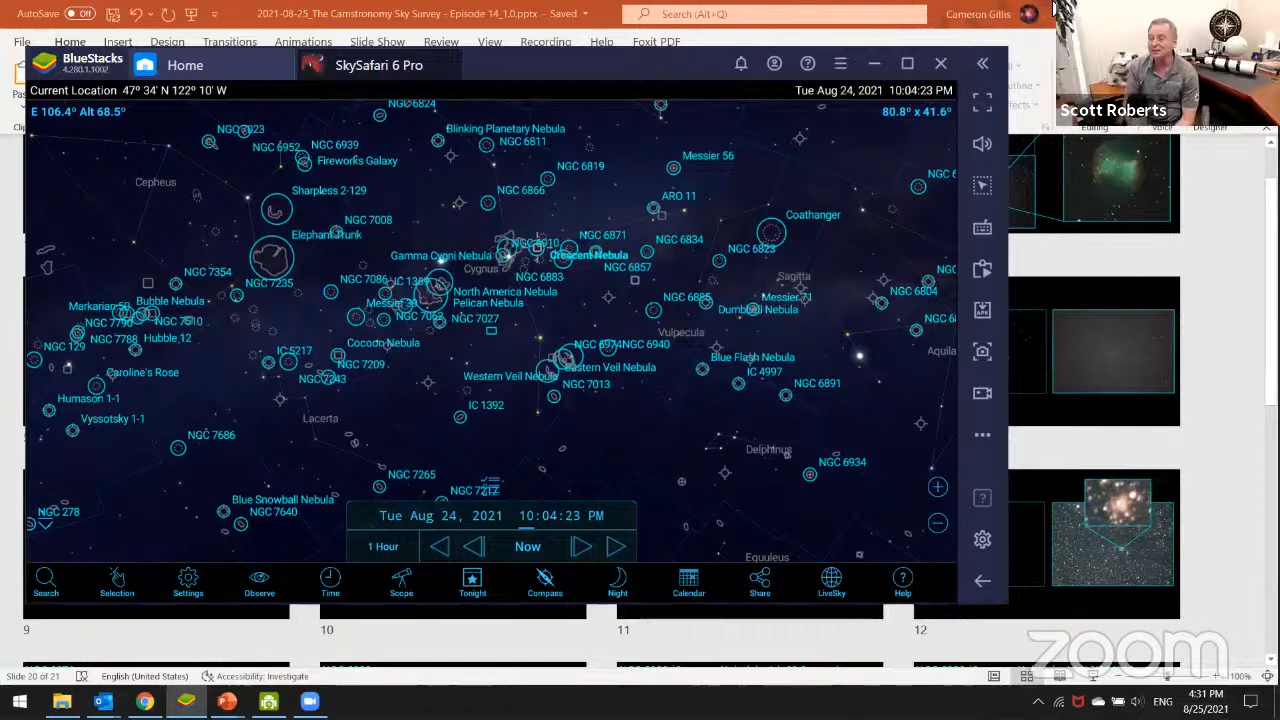 AutoSave Off
2021-08-25_Camstronomy Sky Survey - Episode 14_1.0.pptx - Saved
Search (Alt+Q)
Cameron Gillis
File Home Insert Design Transitions Animations Slide Show Review View Recording Help Foxit PDF
BlueStacks
4.280.1.1002
Home
SkySafari 6 Pro
Scott Roberts
Editing
Voice
Designer
Current Location 47° 34' N 122° 10' W
Tue Aug 24, 2021 10:04:23 PM
E 106.4° Alt 68.5°
80.8° x 41.6°
NGC 6824
NGC 7023
Blinking Planetary Nebula
NGC 6939
NGC 6952
NGC 6811
Fireworks Galaxy
Messier 56
NGC 6819
Cepheus
Sharpless 2-129
NGC 6866
ARO 11
NGC 7008
Coathanger
Elephant Trunk
NGC 6871
NGC 6834
NGC 6910
NGC 6823
Gamma Cygni Nebula
Crescent Nebula
Cygnus
NGC 6857
NGC 7354
NGC 6883
Sagitta
NGC 7235
NGC 7086
IC 1369
North America Nebula
NGC 6804
Markarian 50
Bubble Nebula
Messier 39
Pelican Nebula
NGC 6885
Messier 71
Dumbbell Nebula
NGC 7790
NGC 7510
NGC 7062
NGC 7027
NGC 7788
Hubble 12
Vulpecula
NGC 129
IC 5217
Cocoon Nebula
NGC 6974
NGC 6940
Aquila
NGC 7209
Blue Flash Nebula
Caroline's Rose
NGC 7243
Western Veil Nebula
Eastern Veil Nebula
IC 4997
NGC 7013
NGC 6891
Humason 1-1
IC 1392
Vyssotsky 1-1
Lacerta
NGC 7686
Delphinus
NGC 6934
NGC 7265
Blue Snowball Nebula
NGC 278
NGC 7640
Equuleus
Tue Aug 24, 2021 10:04:23 PM
1 Hour
Now
Search Selection Settings Observe Time Scope Tonight Compass Night Calendar Share LiveSky Help
9 10 11 12
zoom
Slide 20 of 21
English (United States)
Accessibility: Investigate
100%
ENG
4:31 PM
8/25/2021